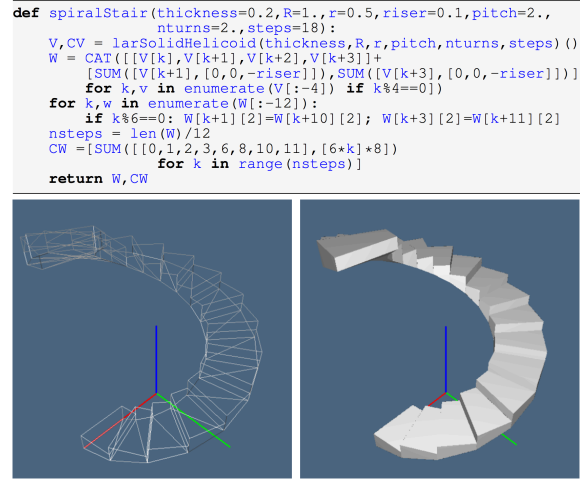 def spiralStair(thickness=0.2,R=1.,r=0.5,riser=0.1,pitch=2.,
nturns=2.,steps=18):
V,CV = larSolidHelicoid(thickness,R,r,pitch,nturns,steps)()
W = CAT([[V[k],V[k+1],V[k+2],V[k+3]]+
[SUM([V[k+1],[0,0,-riser]]),SUM([V[k+3],[0,0,-riser]])]
for k,v in enumerate(V[:-4]) if k%4==0])
for k,w in enumerate(W[:-12]):
if k%6==0: W[k+1][2]=W[k+10][2]; W[k+3][2]=W[k+11][2]
nsteps = len(W)/12
CW =[SUM([[0,1,2,3,6,8,10,11],[6*k]*8])
for k in range(nsteps)]
return W,CW